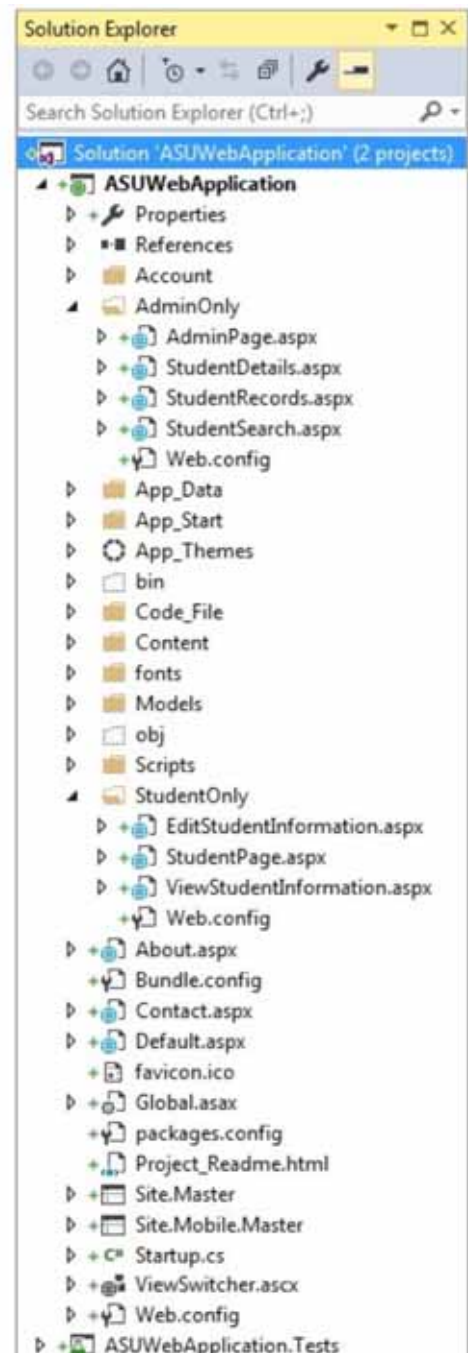 Solution Explorer
Search Solution Explorer (Ctrl+;)
Solution 'ASUWebApplication' (2 projects)
ASUWebApplication
Properties
References
Account
AdminOnly
AdminPage.aspx
StudentDetails.aspx
StudentRecords.aspx
StudentSearch.aspx
Web.config
App_Data
App_Start
App_Themes
bin
Code_File
Content
fonts
Models
obj
Scripts
StudentOnly
EditStudentInformation.aspx
StudentPage.aspx
ViewStudentInformation.aspx
Web.config
About.aspx
Bundle.config
Contact.aspx
Default.aspx
favicon.ico
Global.asax
packages.config
Project_Readme.html
Site.Master
Site.Mobile.Master
C# Startup.cs
ViewSwitcher.ascx
Web.config
ASUWebApplication.Tests